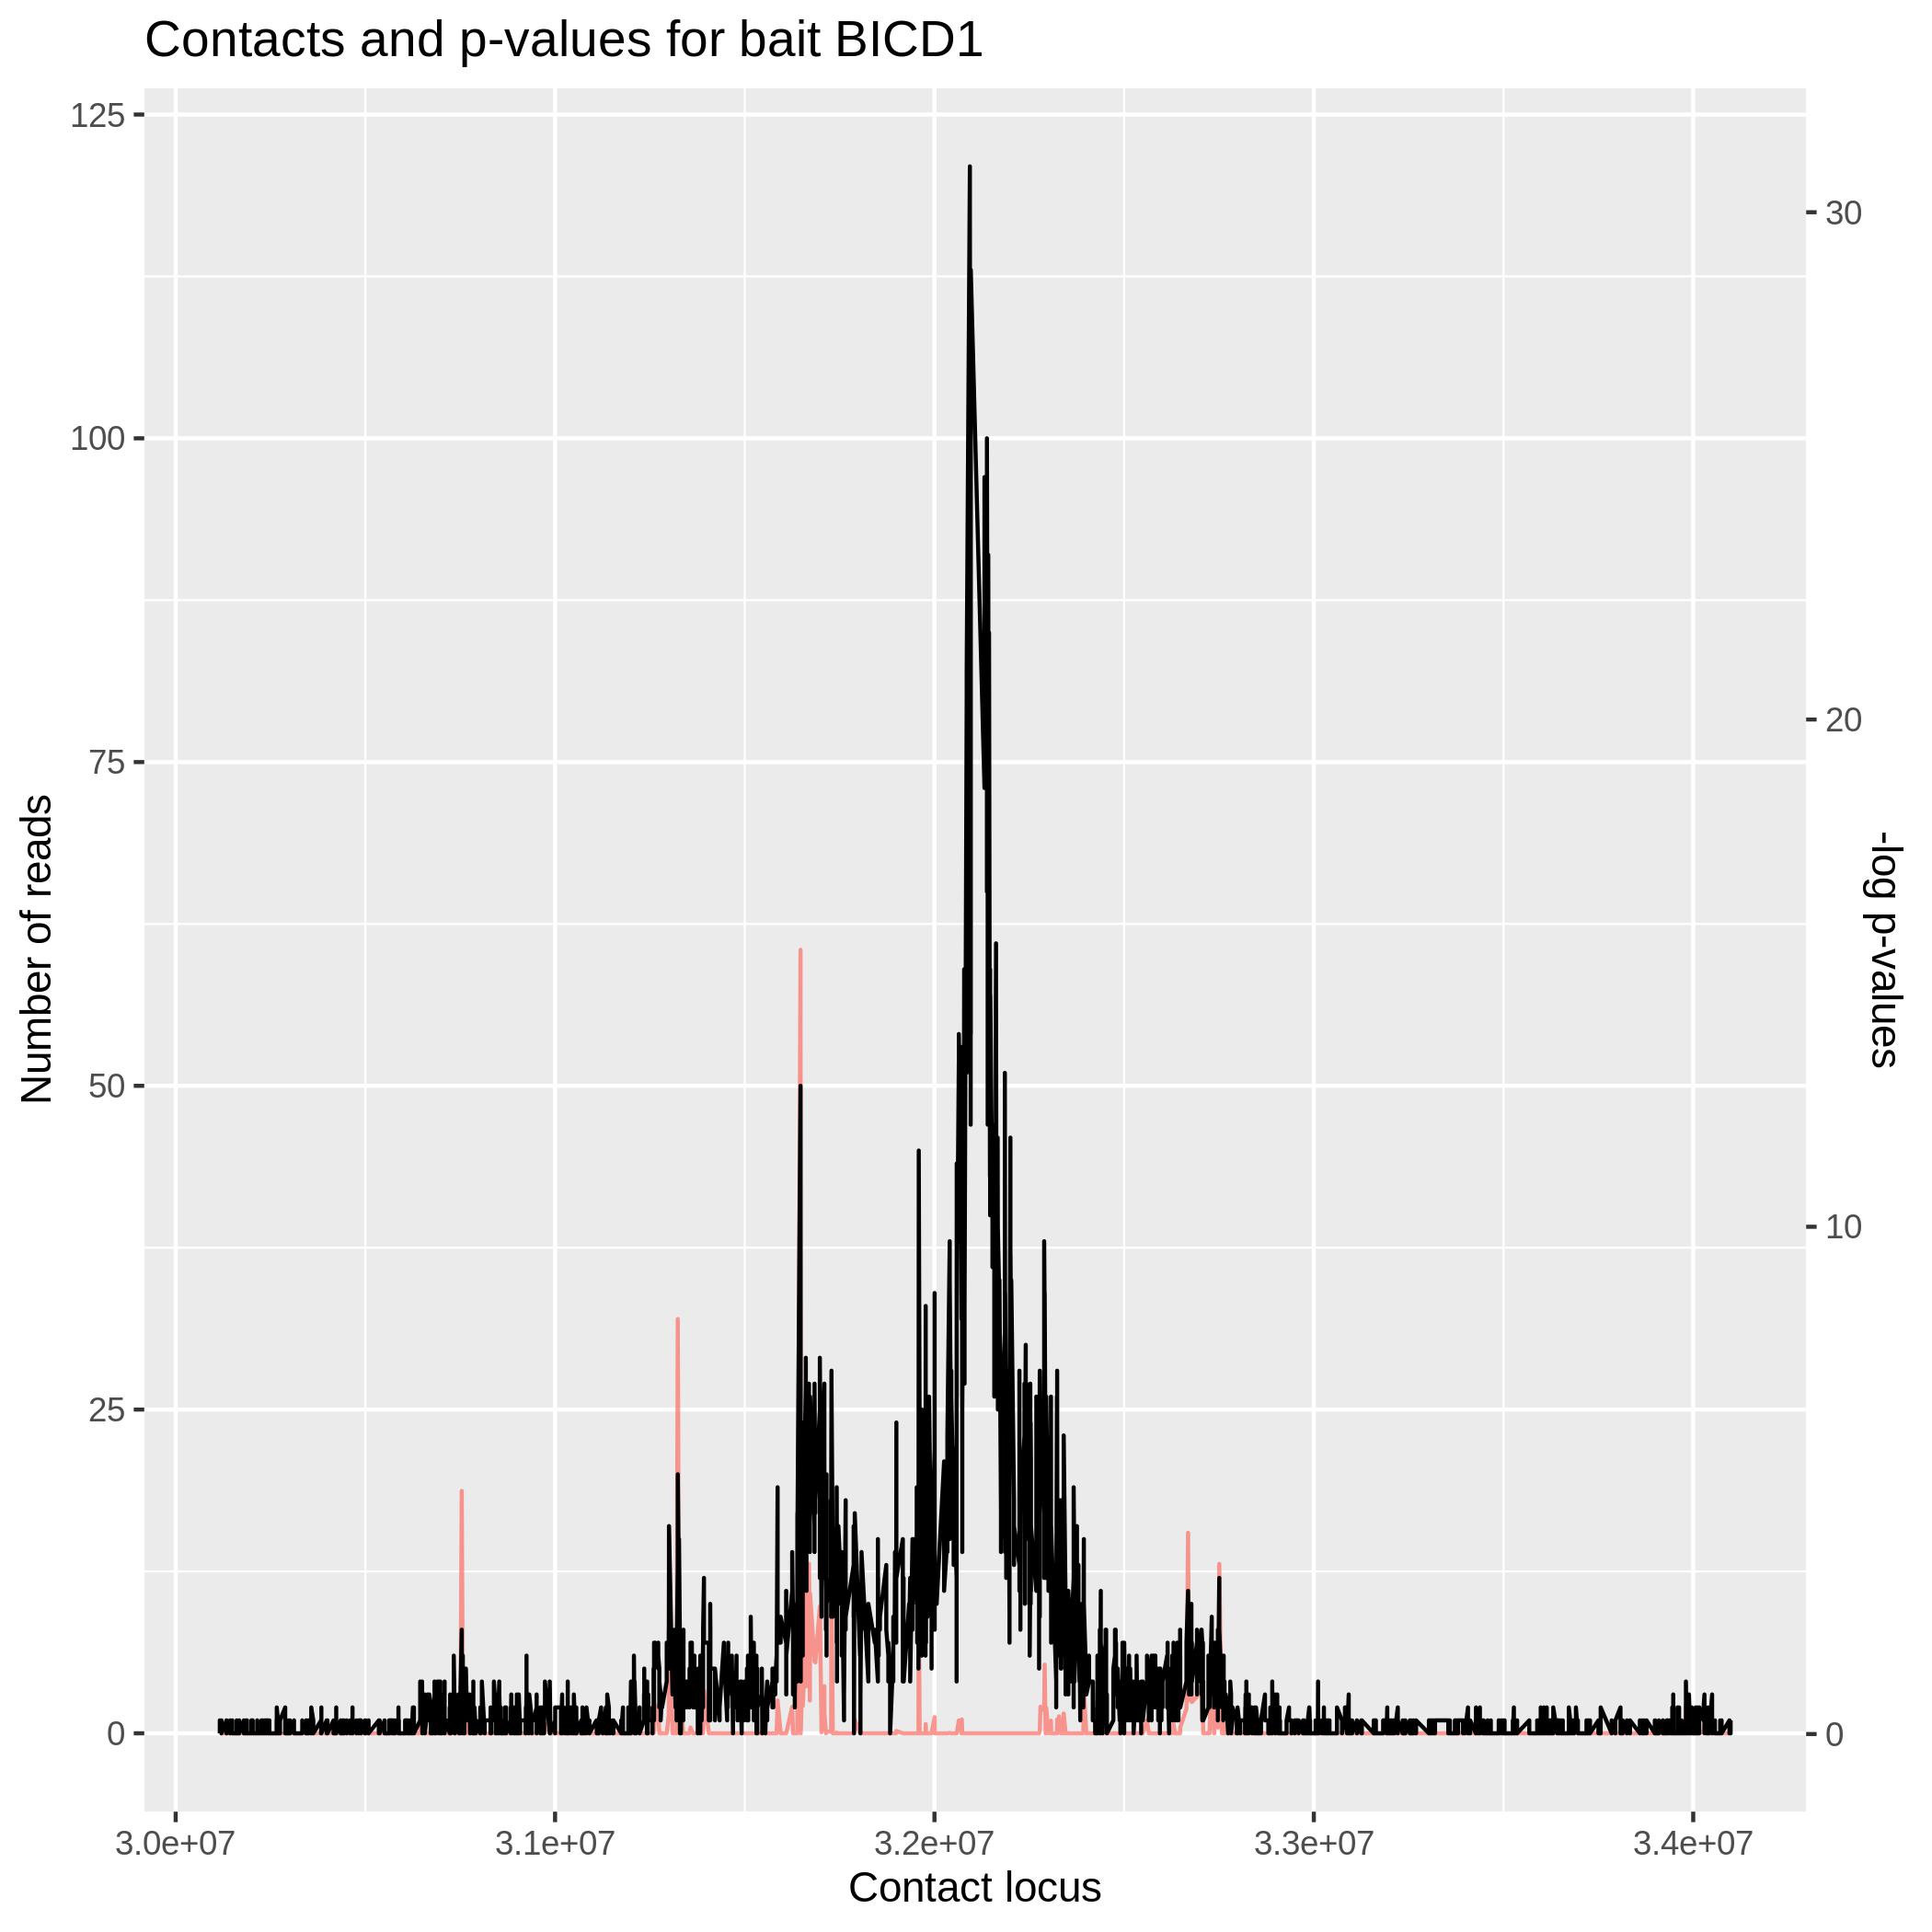 Contacts and p-values for bait BICD1
125
100
75
50
25
0
Number of reads
30
20
10
0
-log p-values
3.0e+07 3.1e+07 3.2e+07 3.3e+07 3.4e+07
Contact locus